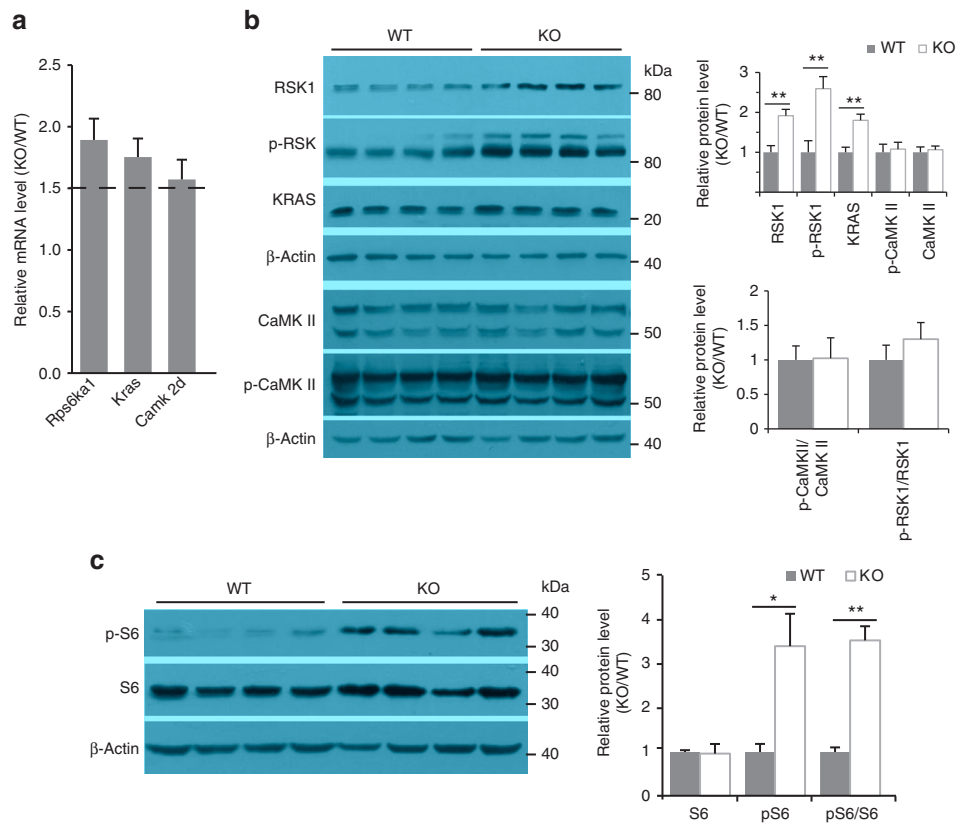 a
Relative mRNA level (KO/WT)
2.5
2.0
1.5
1.0
0.5
0.0
Rps6ka1
Kras
Camk 2d
b
WT
KO
kDa
RSK1
80
p-RSK
80
KRAS
20
β-Actin
40
CaMK II
50
p-CaMK II
50
β-Actin
40
WT
KO
Relative protein level
(KO/WT)
3
2
1
**
**
**
RSK1
p-RSK1
KRAS
p-CaMK II
CaMK II
Relative protein level
(KO/WT)
2
1.5
1
0.5
0
p-CaMKII/
CaMK II
p-RSK1/RSK1
c
WT
KO
kDa
p-S6
40
30
S6
40
30
β-Actin
40
WT
KO
Relative protein level
(KO/WT)
5
4
3
2
1
0
*
**
S6
pS6
pS6/S6